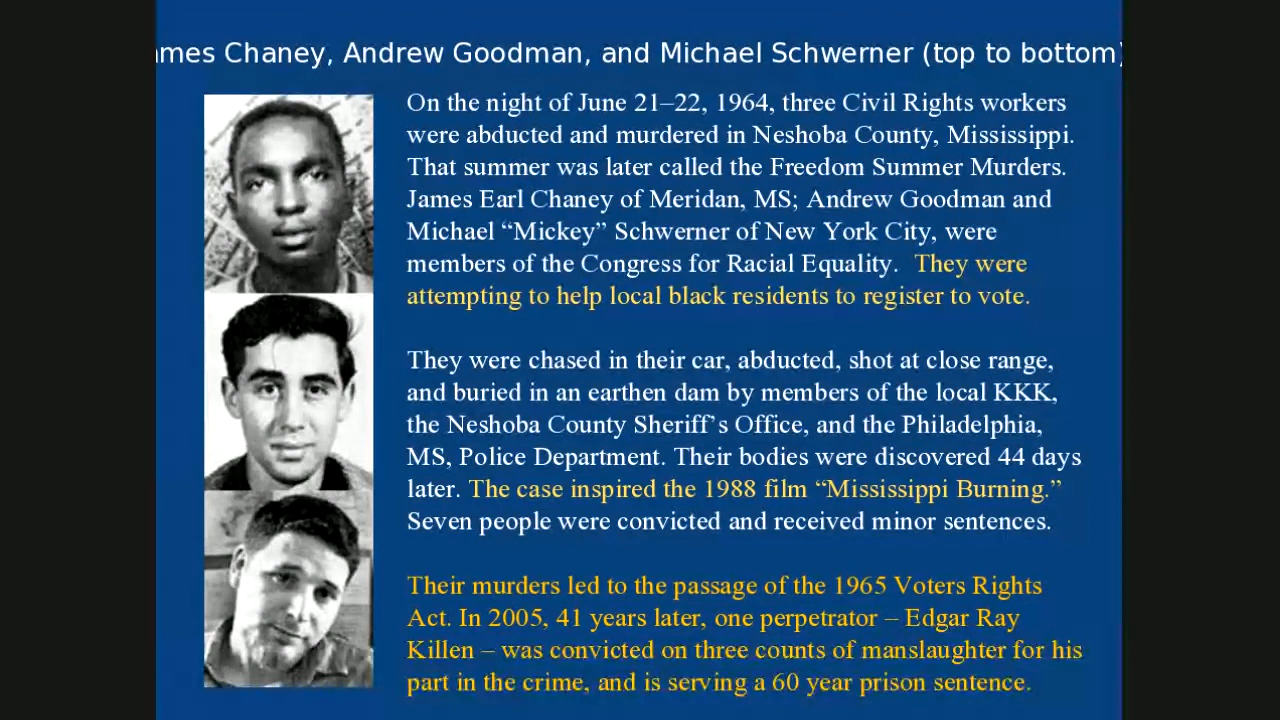 ames Chaney, Andrew Goodman, and Michael Schwerner (top to bottom)
On the night of June 21–22, 1964, three Civil Rights workers
were abducted and murdered in Neshoba County, Mississippi.
That summer was later called the Freedom Summer Murders.
James Earl Chaney of Meridan, MS; Andrew Goodman and
Michael “Mickey” Schwerner of New York City, were
members of the Congress for Racial Equality.  They were
attempting to help local black residents to register to vote.
They were chased in their car, abducted, shot at close range,
and buried in an earthen dam by members of the local KKK,
the Neshoba County Sheriff’s Office, and the Philadelphia,
MS, Police Department. Their bodies were discovered 44 days
later. The case inspired the 1988 film “Mississippi Burning.”
Seven people were convicted and received minor sentences.
Their murders led to the passage of the 1965 Voters Rights
Act. In 2005, 41 years later, one perpetrator – Edgar Ray
Killen – was convicted on three counts of manslaughter for his
part in the crime, and is serving a 60 year prison sentence.